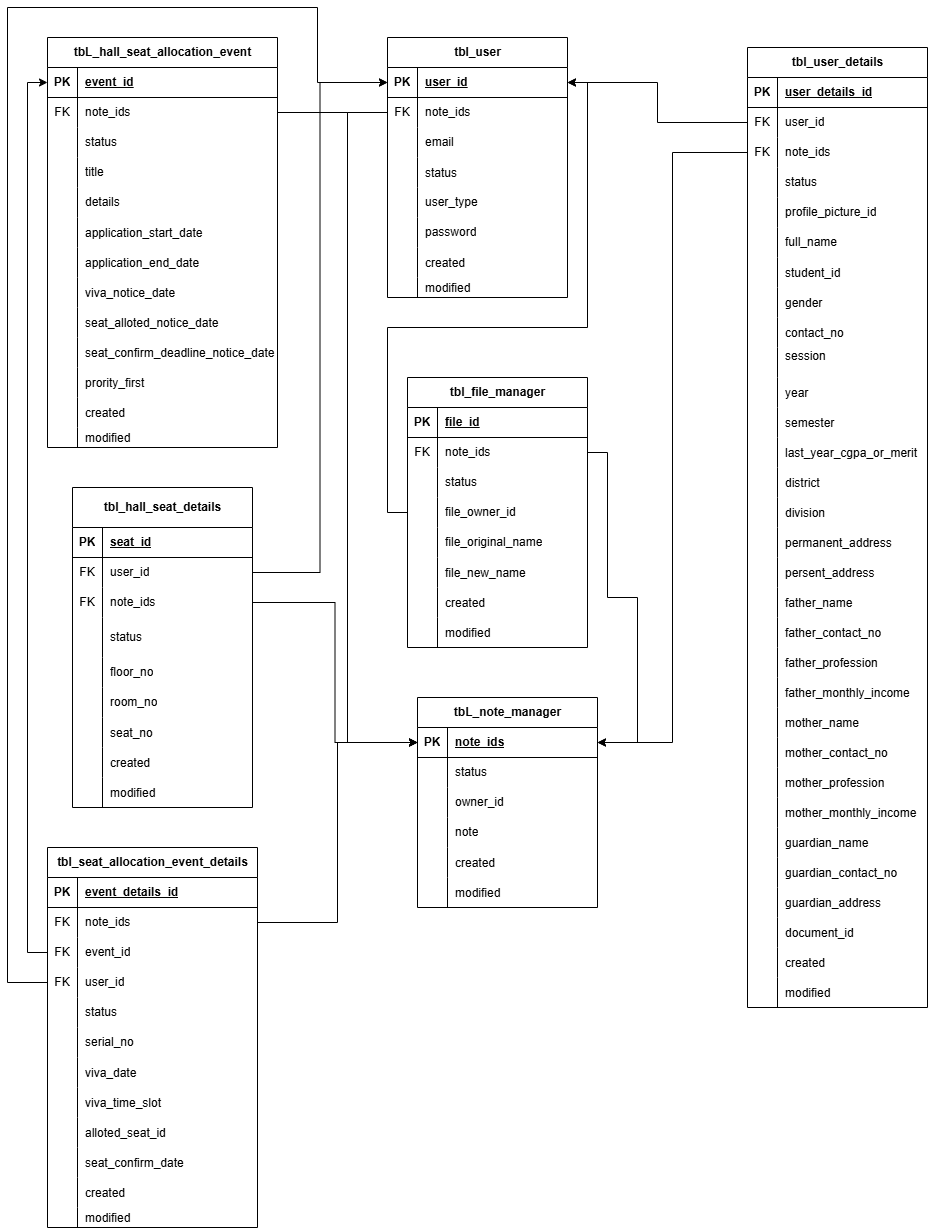 tbL_hall_seat_allocation_event
PK event_id
FK note_ids
status
title
details
application_start_date
application_end_date
viva_notice_date
seat_alloted_notice_date
seat_confirm_deadline_notice_date
prority_first
created
modified
tbl_user
PK user_id
FK note_ids
email
status
user_type
password
created
modified
tbl_user_details
PK user_details_id
FK user_id
FK note_ids
status
profile_picture_id
full_name
student_id
gender
contact_no
session
year
semester
last_year_cgpa_or_merit
district
division
permanent_address
persent_address
father_name
father_contact_no
father_profession
father_monthly_income
mother_name
mother_contact_no
mother_profession
mother_monthly_income
guardian_name
guardian_contact_no
guardian_address
document_id
created
modified
tbl_file_manager
PK file_id
FK note_ids
status
file_owner_id
file_original_name
file_new_name
created
modified
tbl_hall_seat_details
PK seat_id
FK user_id
FK note_ids
status
floor_no
room_no
seat_no
created
modified
tbL_note_manager
PK note_ids
status
owner_id
note
created
modified
tbl_seat_allocation_event_details
PK event_details_id
FK note_ids
FK event_id
FK user_id
status
serial_no
viva_date
viva_time_slot
alloted_seat_id
seat_confirm_date
created
modified